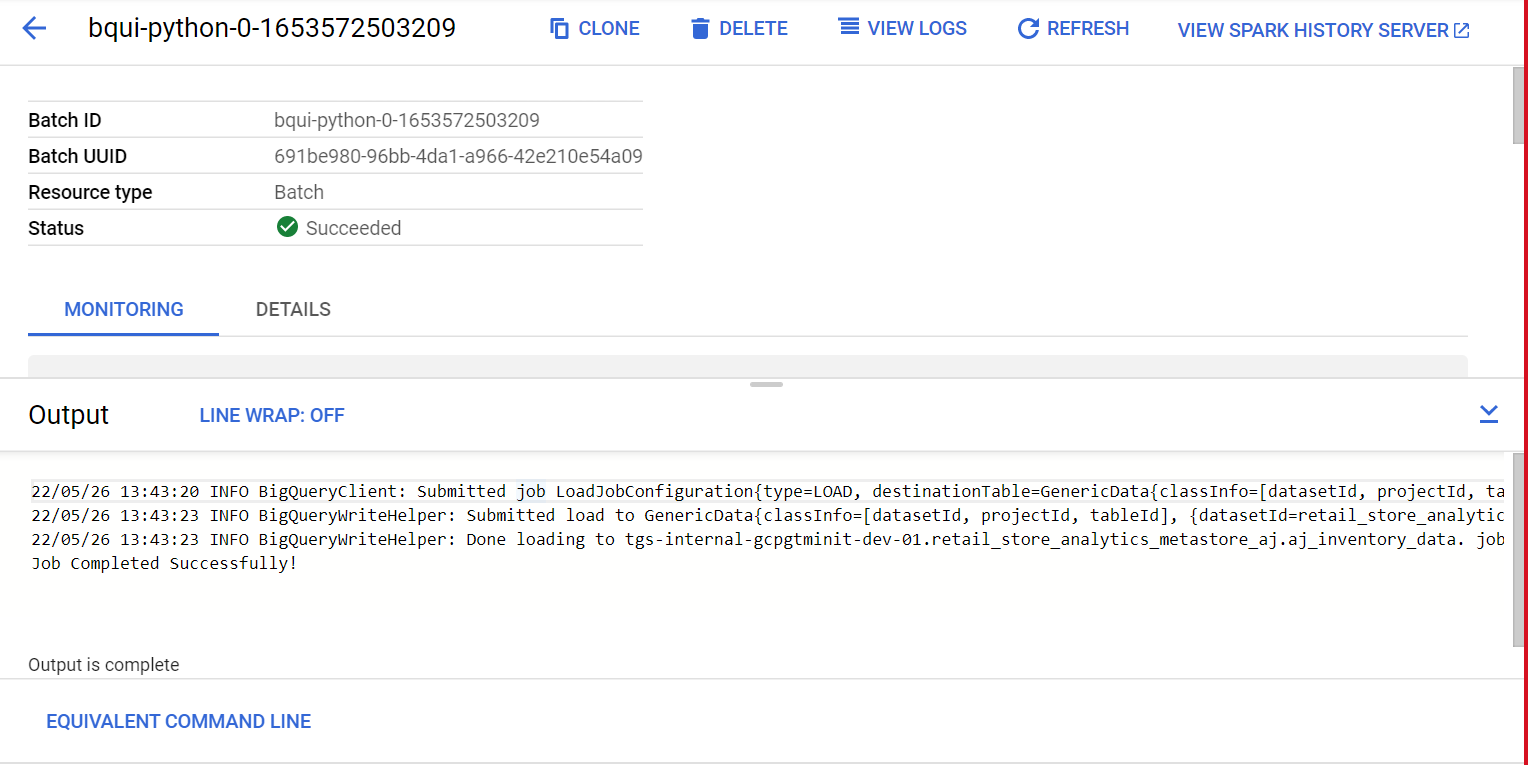 bqui-python-0-1653572503209 CLONE DELETE VIEW LOGS REFRESH VIEW SPARK HISTORY SERVER
Batch ID bqui-python-0-1653572503209
Batch UUID 691be980-96bb-4da1-a966-42e210e54a09
Resource type Batch
Status Succeeded
MONITORING DETAILS
Output LINE WRAP: OFF
22/05/26 13:43:20 INFO BigQueryClient: Submitted job LoadJobConfiguration{type=LOAD, destinationTable=GenericData{classInfo=[datasetId, projectId, ta
22/05/26 13:43:23 INFO BigQueryWriteHelper: Submitted load to GenericData{classInfo=[datasetId, projectId, tableId], {datasetId=retail_store_analytic
22/05/26 13:43:23 INFO BigQueryWriteHelper: Done loading to tgs-internal-gcpgtminit-dev-01.retail_store_analytics_metastore_aj.aj_inventory_data. job
Job Completed Successfully!
Output is complete
EQUIVALENT COMMAND LINE